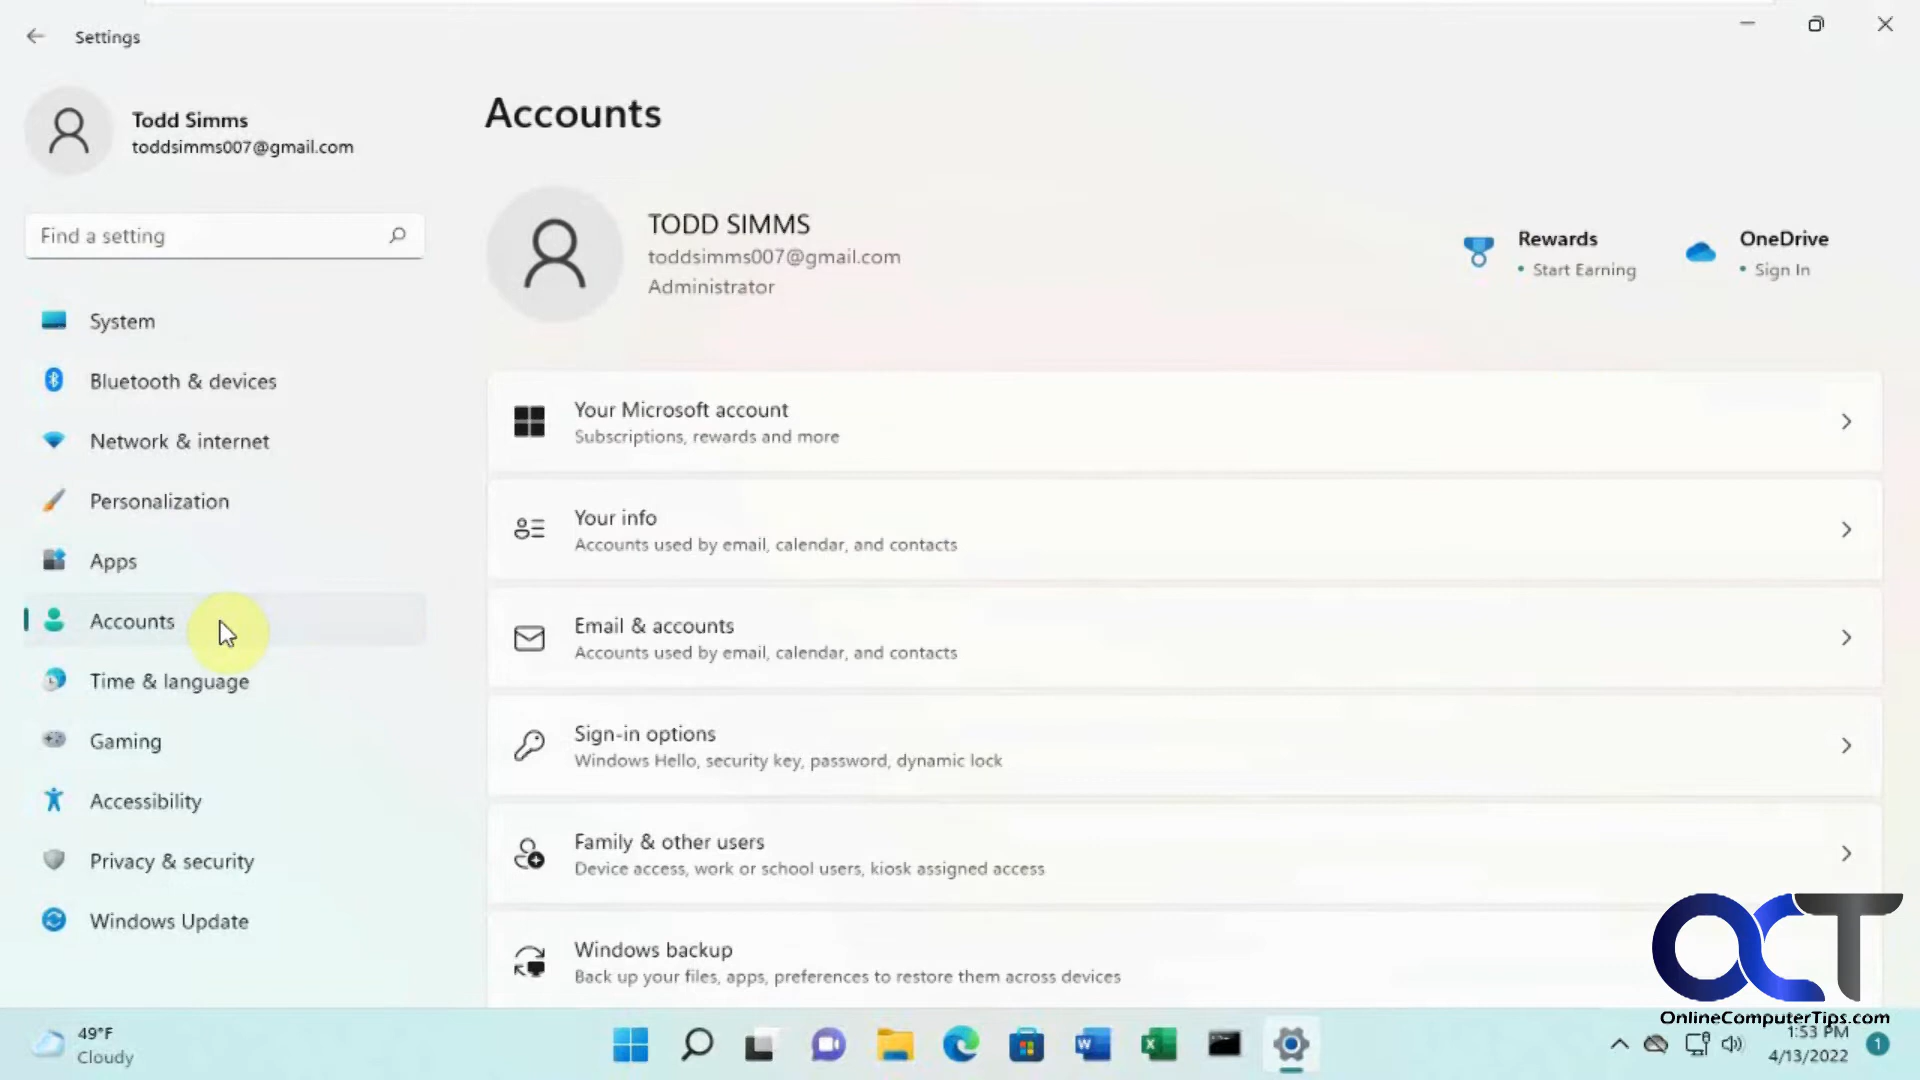 Settings
Todd Simms
toddsimms007@gmail.com
Find a setting
System
Bluetooth & devices
Network & internet
Personalization
Apps
Accounts
Time & language
Gaming
Accessibility
Privacy & security
Windows Update
Accounts
TODD SIMMS
toddsimms007@gmail.com
Administrator
Rewards
• Start Earning
OneDrive
• Sign In
Your Microsoft account
Subscriptions, rewards and more
Your info
Accounts used by email, calendar, and contacts
Email & accounts
Accounts used by email, calendar, and contacts
Sign-in options
Windows Hello, security key, password, dynamic lock
Family & other users
Device access, work or school users, kiosk assigned access
Windows backup
Back up your files, apps, preferences to restore them across devices
OCT
OnlineComputerTips.com
49°F
Cloudy
1:53 PM
4/13/2022
1